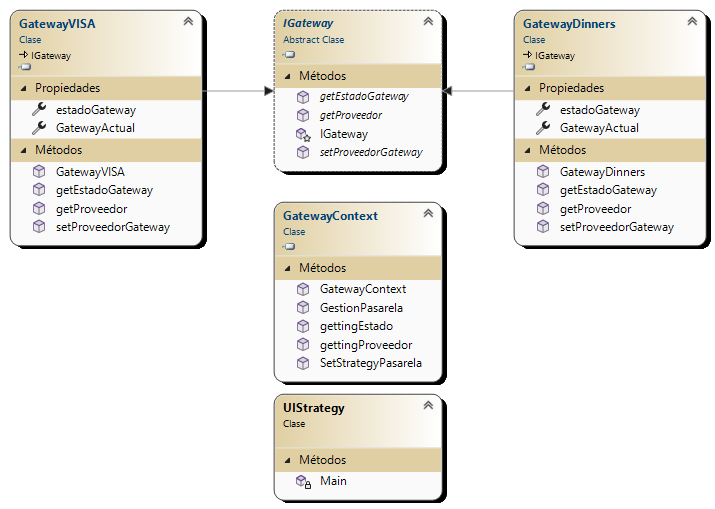 GatewayVISA
Clase
IGateway
Propiedades
estadoGateway
GatewayActual
Métodos
GatewayVISA
getEstadoGateway
getProveedor
setProveedorGateway
IGateway
Abstract Clase
Métodos
getEstadoGateway
getProveedor
IGateway
setProveedorGateway
GatewayDinners
Clase
IGateway
Propiedades
estadoGateway
GatewayActual
Métodos
GatewayDinners
getEstadoGateway
getProveedor
setProveedorGateway
GatewayContext
Clase
Métodos
GatewayContext
GestionPasarela
gettingEstado
gettingProveedor
SetStrategyPasarela
UIStrategy
Clase
Métodos
Main